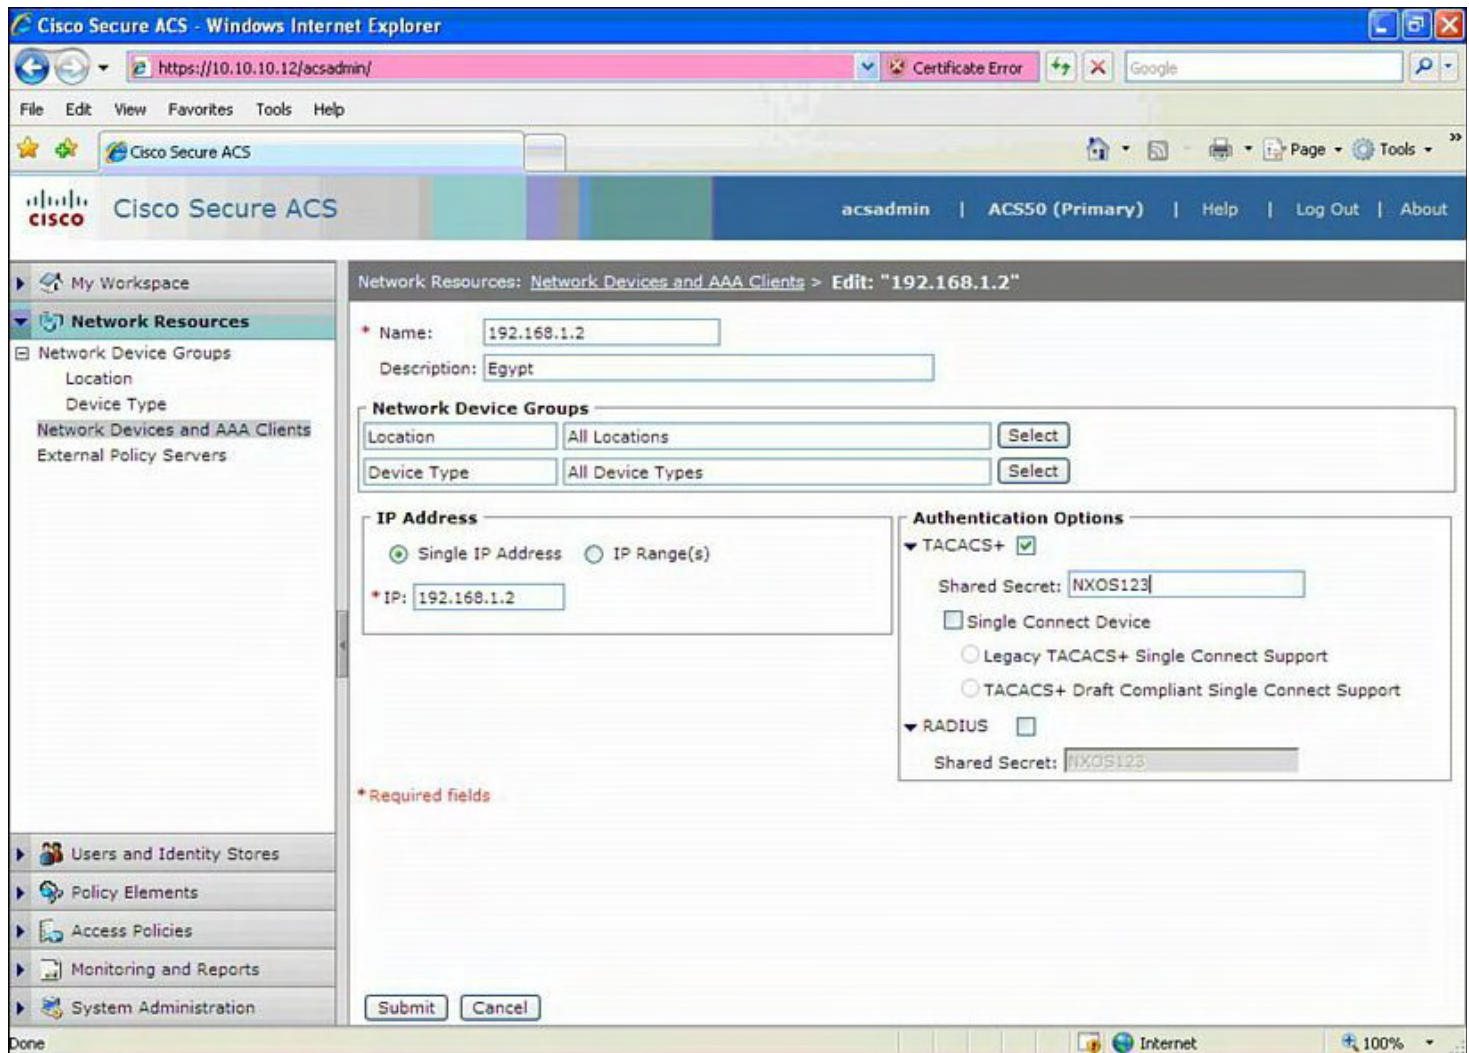 Cisco Secure ACS - Windows Internet Explorer
https://10.10.10.12/acsadmin/ Certificate Error Google
File Edit View Favorites Tools Help
Cisco Secure ACS Page Tools »
CISCO Cisco Secure ACS acsadmin | ACS50 (Primary) | Help | Log Out | About
My Workspace
Network Resources
Network Device Groups
Location
Device Type
Network Devices and AAA Clients
External Policy Servers
Users and Identity Stores
Policy Elements
Access Policies
Monitoring and Reports
System Administration
Network Resources: Network Devices and AAA Clients > Edit: "192.168.1.2"
* Name: 192.168.1.2
Description: Egypt
Network Device Groups
Location All Locations Select
Device Type All Device Types Select
IP Address
Single IP Address IP Range(s)
* IP: 192.168.1.2
Authentication Options
TACACS+
Shared Secret: NXOS123
Single Connect Device
Legacy TACACS+ Single Connect Support
TACACS+ Draft Compliant Single Connect Support
RADIUS
Shared Secret: NXOS123
* Required fields
Submit Cancel
Done Internet 100%